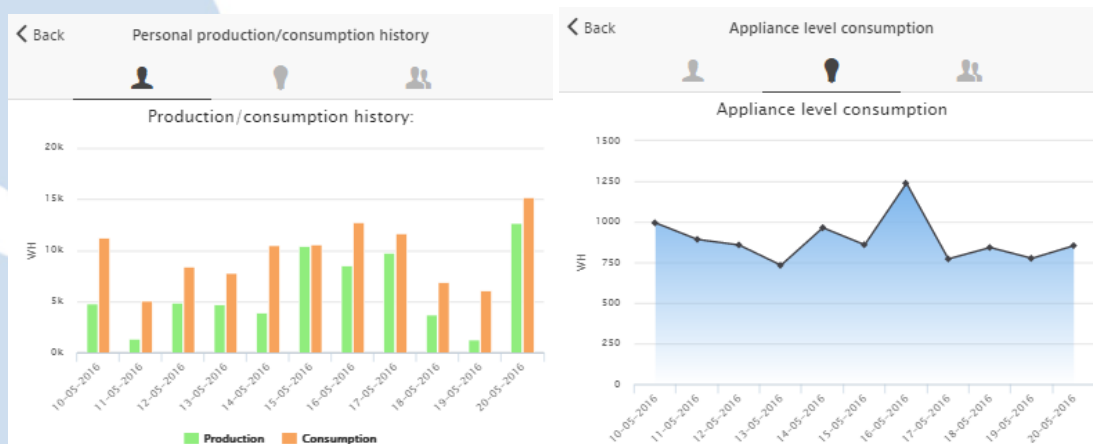 Back
Personal production/consumption history
Production/consumption history:
20k
15k
10k
5k
0k
WH
10-05-2016
11-05-2016
12-05-2016
13-05-2016
14-05-2016
15-05-2016
16-05-2016
17-05-2016
18-05-2016
19-05-2016
20-05-2016
Production Consumption
Back
Appliance level consumption
Appliance level consumption
1500
1250
1000
750
500
250
0
WH
10-05-2016
11-05-2016
12-05-2016
13-05-2016
14-05-2016
15-05-2016
16-05-2016
17-05-2016
18-05-2016
19-05-2016
20-05-2016